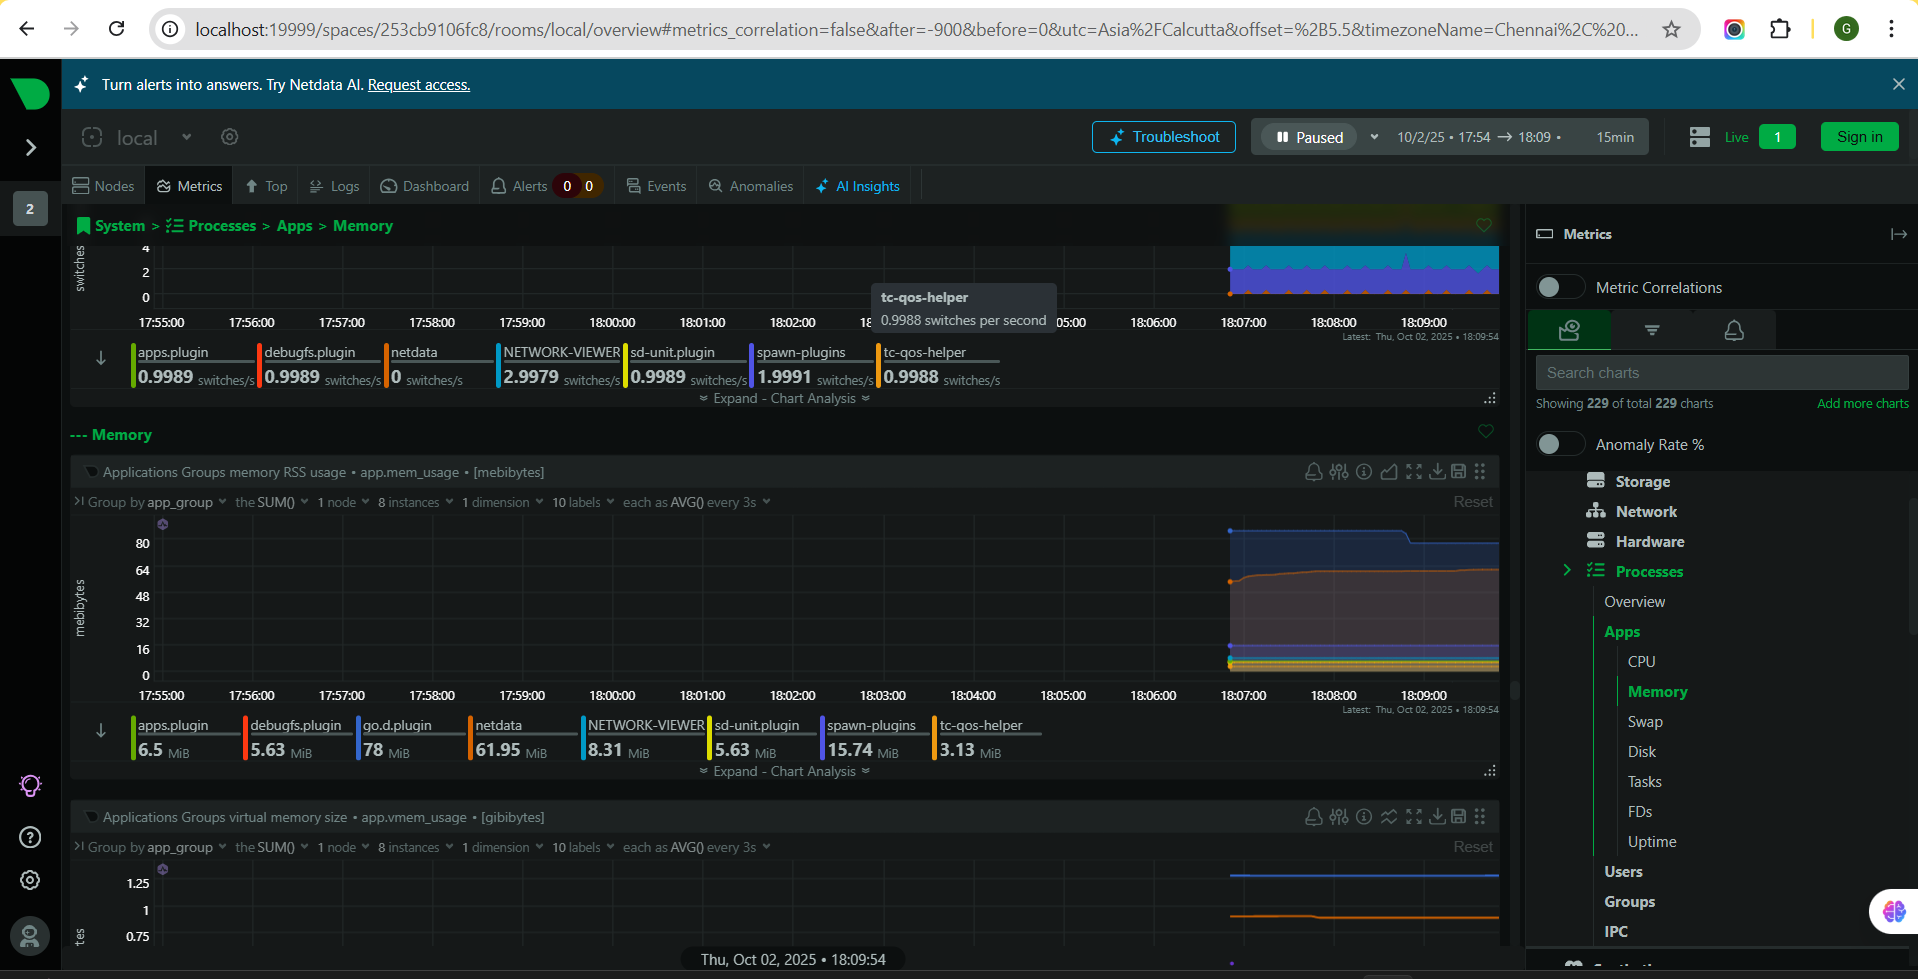 localhost:19999/spaces/253cb9106fc8/rooms/local/overview#metrics_correlation=false&after=-900&before=0&utc=Asia%2FCalcutta&offset=%2B5.5&timezoneName=Chennai%2C%20...
G
Turn alerts into answers. Try Netdata AI. Request access.
local
Troubleshoot
Paused
10/2/25 • 17:54 → 18:09 •
15min
Live
1
Sign in
2
Nodes
Metrics
Top
Logs
Dashboard
Alerts
0
0
Events
Anomalies
AI Insights
System > Processes > Apps > Memory
switches
4
2
0
tc-qos-helper
0.9988 switches per second
17:55:00 17:56:00 17:57:00 17:58:00 17:59:00 18:00:00 18:01:00 18:02:00 18 05:00 18:06:00 18:07:00 18:08:00 18:09:00
Latest: Thu, Oct 02, 2025 • 18:09:54
apps.plugin debugfs.plugin netdata NETWORK-VIEWER sd-unit.plugin spawn-plugins tc-qos-helper
0.9989 switches/s 0.9989 switches/s 0 switches/s 2.9979 switches/s 0.9989 switches/s 1.9991 switches/s 0.9988 switches/s
Expand - Chart Analysis
--- Memory
Applications Groups memory RSS usage • app.mem_usage • [mebibytes]
Group by app_group the SUM() 1 node 8 instances 1 dimension 10 labels each as AVG() every 3s
Reset
mebibytes
80
64
48
32
16
0
17:55:00 17:56:00 17:57:00 17:58:00 17:59:00 18:00:00 18:01:00 18:02:00 18:03:00 18:04:00 18:05:00 18:06:00 18:07:00 18:08:00 18:09:00
Latest: Thu, Oct 02, 2025 • 18:09:54
apps.plugin debugfs.plugin go.d.plugin netdata NETWORK-VIEWER sd-unit.plugin spawn-plugins tc-qos-helper
6.5 MiB 5.63 MiB 78 MiB 61.95 MiB 8.31 MiB 5.63 MiB 15.74 MiB 3.13 MiB
Expand - Chart Analysis
Applications Groups virtual memory size • app.vmem_usage • [gibibytes]
Group by app_group the SUM() 1 node 8 instances 1 dimension 10 labels each as AVG() every 3s
Reset
1.25
1
0.75
tes
Thu, Oct 02, 2025 • 18:09:54
Metrics
Metric Correlations
Search charts
Showing 229 of total 229 charts
Add more charts
Anomaly Rate %
Storage
Network
Hardware
Processes
Overview
Apps
CPU
Memory
Swap
Disk
Tasks
FDs
Uptime
Users
Groups
IPC